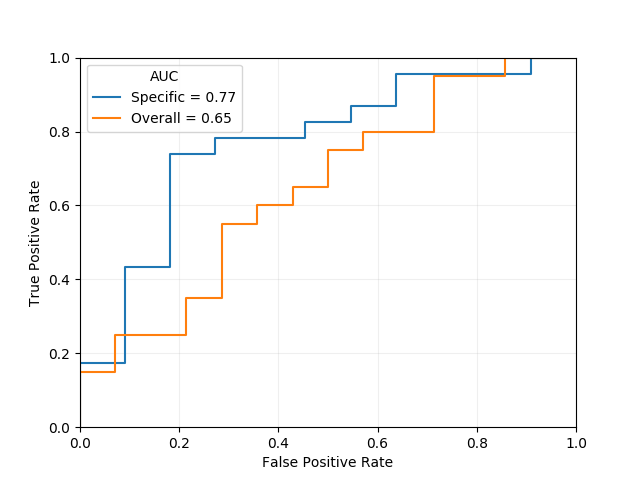 AUC
Specific = 0.77
Overall = 0.65
1.0
0.8
0.6
0.4
0.2
0.0
True Positive Rate
0.0 0.2 0.4 0.6 0.8 1.0
False Positive Rate